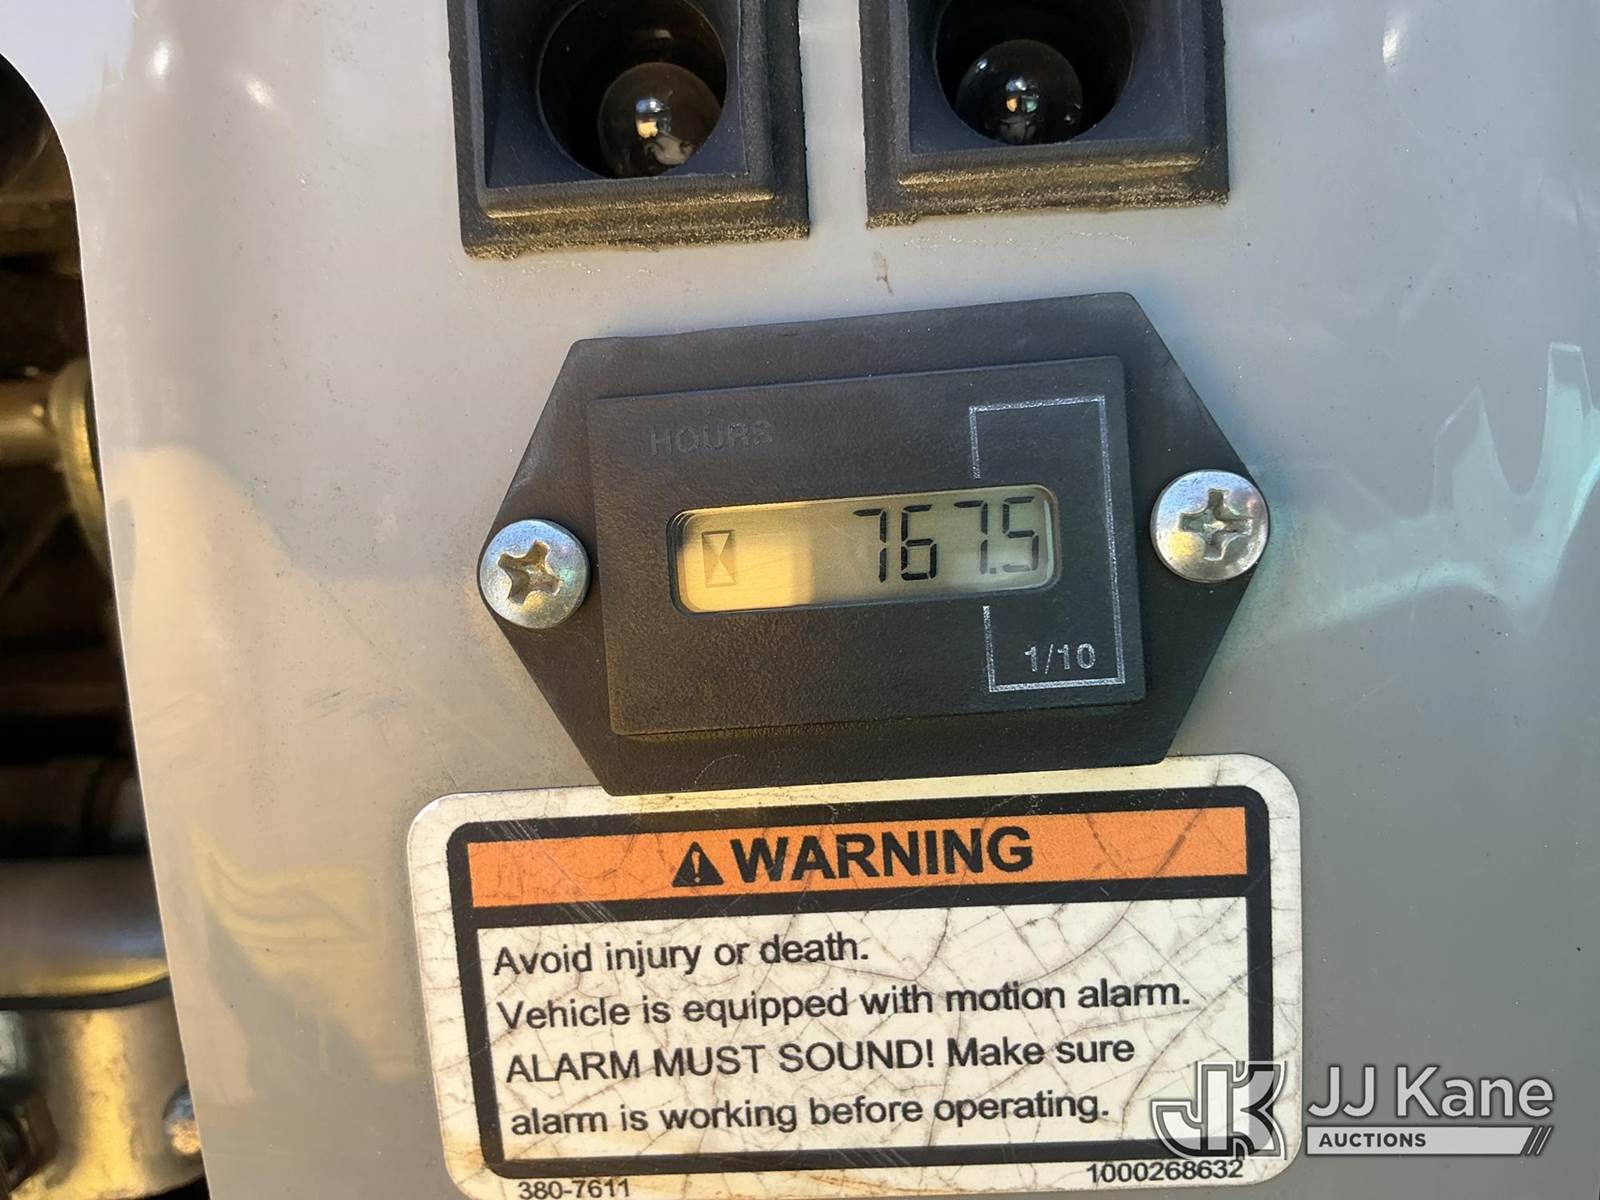 HOURS
767.5
1/10
WARNING
Avoid injury or death.
Vehicle is equipped with motion alarm.
ALARM MUST SOUND! Make sure
alarm is working before operating.
380-7611
1000268632
JK JJ Kane
AUCTIONS